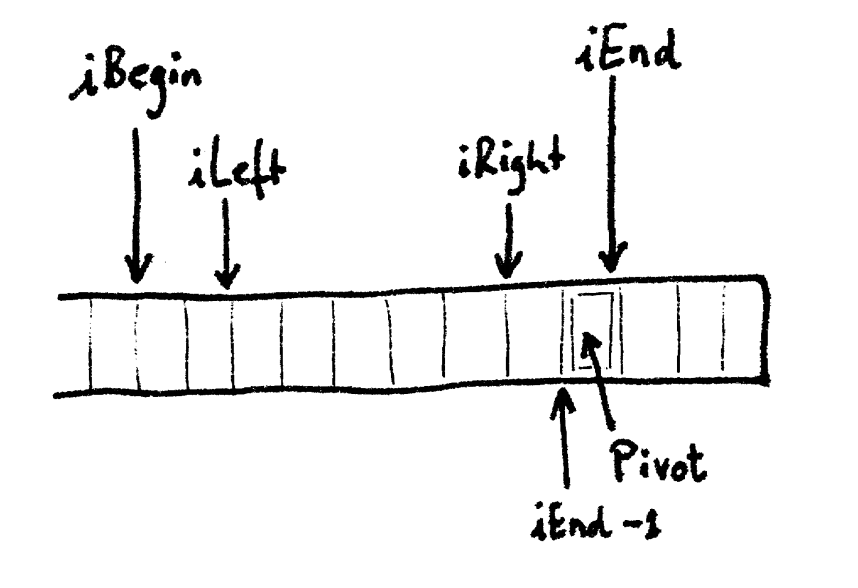 iBegin
iEnd
iLeft
iRight
Pivot
iEnd -1